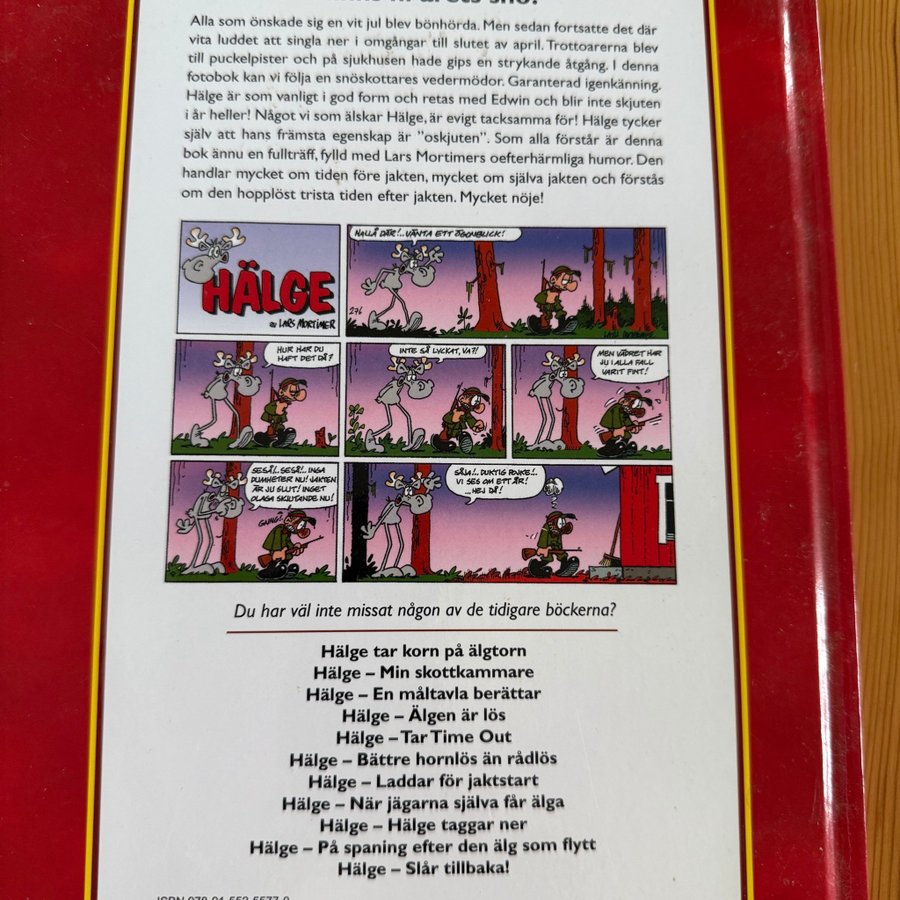 årets snö!
Alla som önskade sig en vit jul blev bönhörda. Men sedan fortsatte det där
vita luddet att singla ner i omgångar till slutet av april. Trottoarerna blev
till puckelpister och på sjukhusen hade gips en strykande åtgång. I denna
fotobok kan vi följa en snöskottares vedermödor. Garanterad igenkänning.
Hälge är som vanligt i god form och retas med Edwin och blir inte skjuten
i år heller! Något vi som älskar Hälge, är evigt tacksamma för! Hälge tycker
själv att hans främsta egenskap är ”oskjuten”. Som alla förstår är denna
bok ännu en fullträff, fylld med Lars Mortimers oefterhärmliga humor. Den
handlar mycket om tiden före jakten, mycket om själva jakten och förstås
om den hopplöst trista tiden efter jakten. Mycket nöje!
HÄLGE
av LARS MORTIMER
HALLÅ DÄR!.. VÄNTA ETT ÖGONBLICK!
276
HUR HAR DU
HAFT DET DÅ?
INTE SÅ LYCKAT, VA?!
MEN VÄDRET HAR
JU I ALLA FALL
VARIT FINT!
SESÅ!.. SESÅ!.. INGA
DUMHETER NU! JAKTEN
ÄR JU SLUT! INGET
OLAGA SKJUTANDE NU!
SÅJA!.. DUKTIG POJKE!..
VI SES OM ETT ÅR!
...HEJ DÅ!
Du har väl inte missat någon av de tidigare böckerna?
Hälge tar korn på älgtorn
Hälge – Min skottkammare
Hälge – En måltavla berättar
Hälge – Älgen är lös
Hälge – Tar Time Out
Hälge – Bättre hornlös än rådlös
Hälge – Laddar för jaktstart
Hälge – När jägarna själva får älga
Hälge – Hälge taggar ner
Hälge – På spaning efter den älg som flytt
Hälge – Slår tillbaka!
ISBN 978-91-552-5577-0